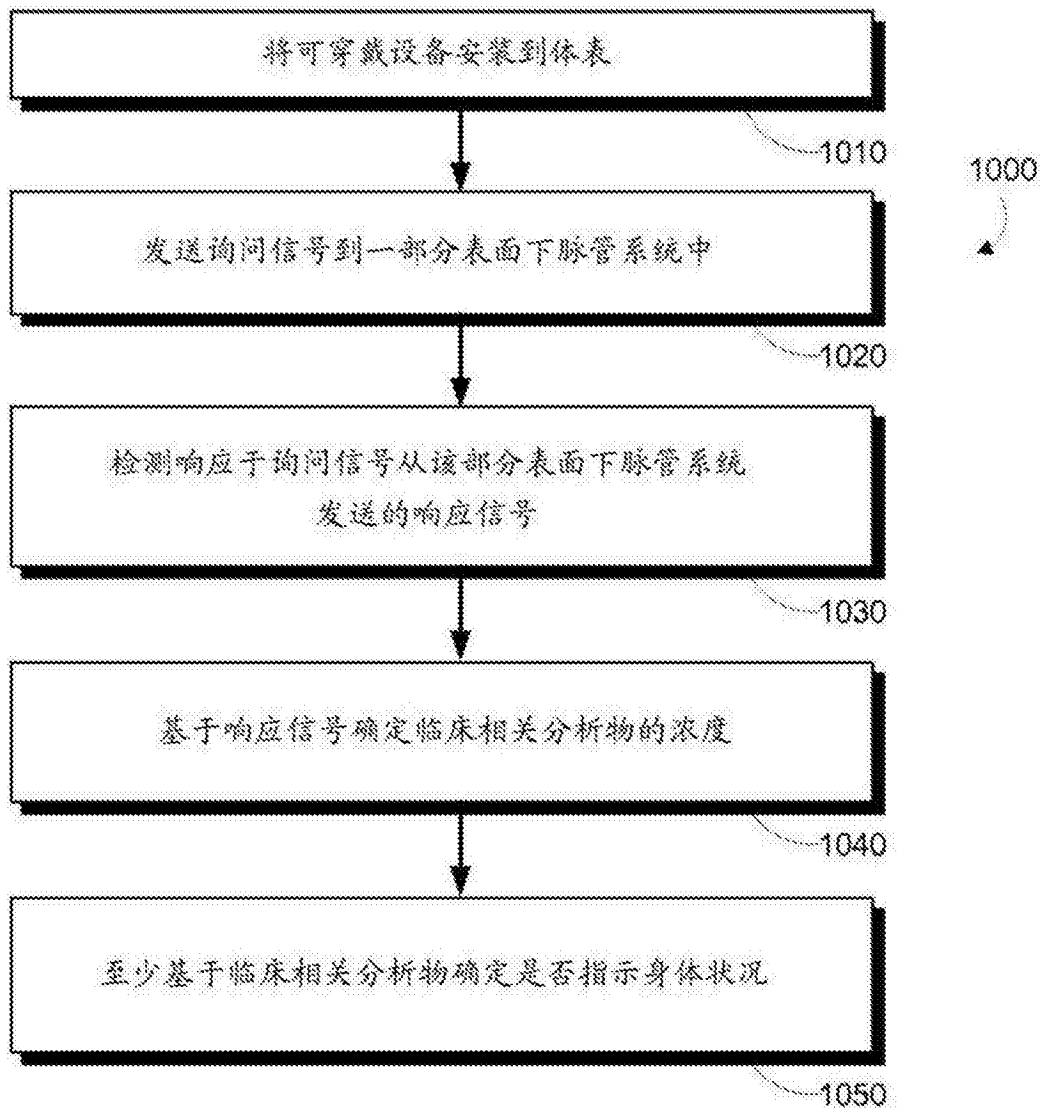 将可穿戴设备安装到体表
1010
1000
发送询问信号到一部分表面下脉管系统中
1020
检测响应于询问信号从该部分表面下脉管系统
发送的响应信号
1030
基于响应信号确定临床相关分析物的浓度
1040
至少基于临床相关分析物确定是否指示身体状况
1050